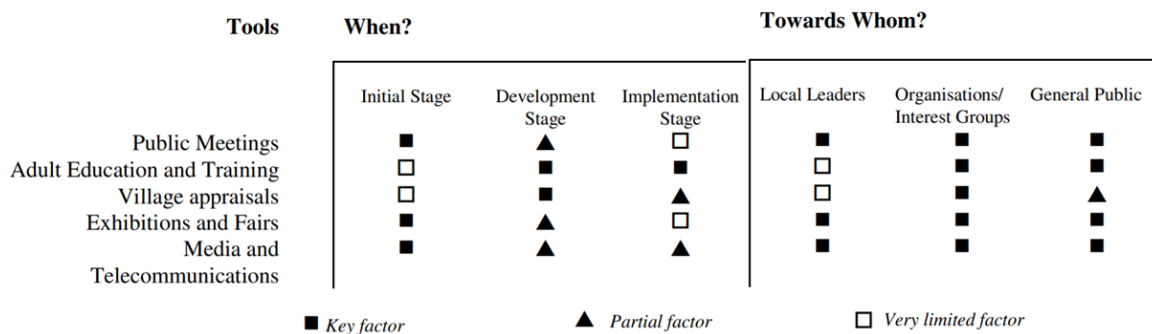 Tools When? Towards Whom?
Initial Stage Development Stage Implementation Stage Local Leaders Organisations/ Interest Groups General Public
Public Meetings ■ ▲ □ ■ ■ ■
Adult Education and Training □ ■ ■ □ ■ ■
Village appraisals □ ■ ▲ □ ■ ▲
Exhibitions and Fairs ■ ▲ □ ■ ■ ■
Media and ■ ▲ ▲ ■ ■ ■
Telecommunications
■ Key factor ▲ Partial factor □ Very limited factor